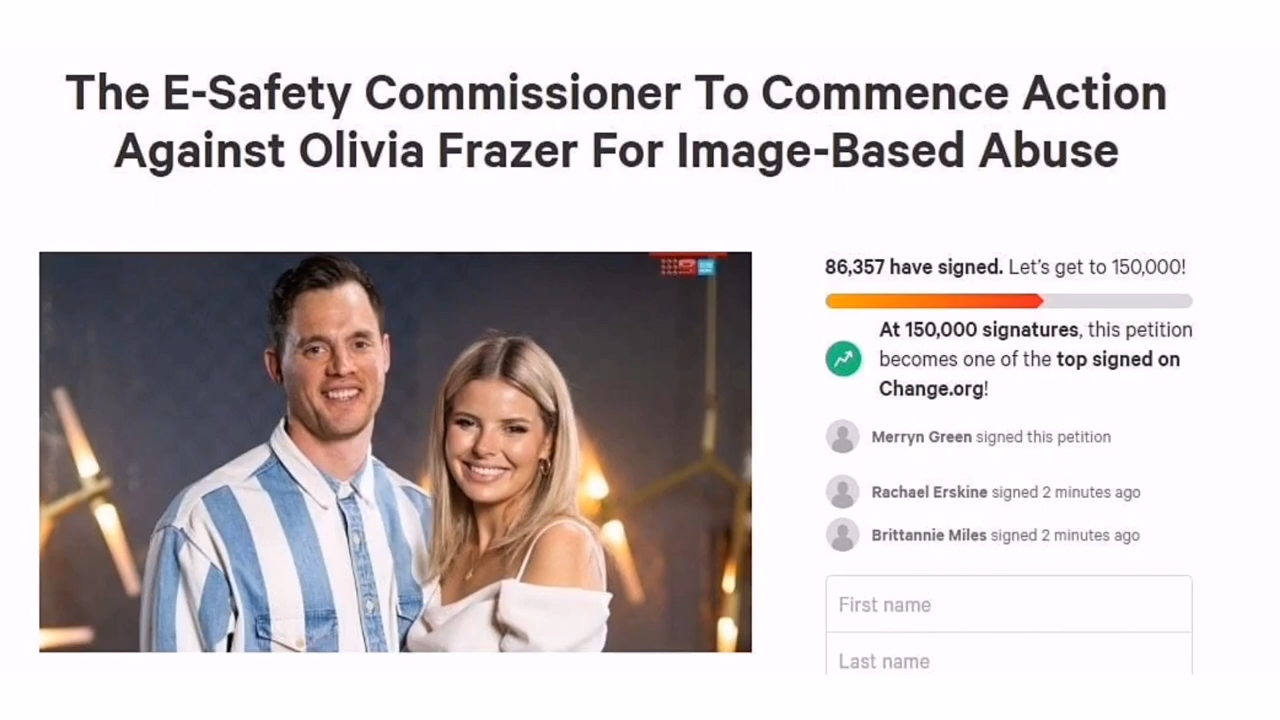 The E-Safety Commissioner To Commence Action
Against Olivia Frazer For Image-Based Abuse
86,357 have signed. Let's get to 150,000!
At 150,000 signatures, this petition
becomes one of the top signed on
Change.org!
Merryn Green signed this petition
Rachael Erskine signed 2 minutes ago
Brittannie Miles signed 2 minutes ago
First name
Last name